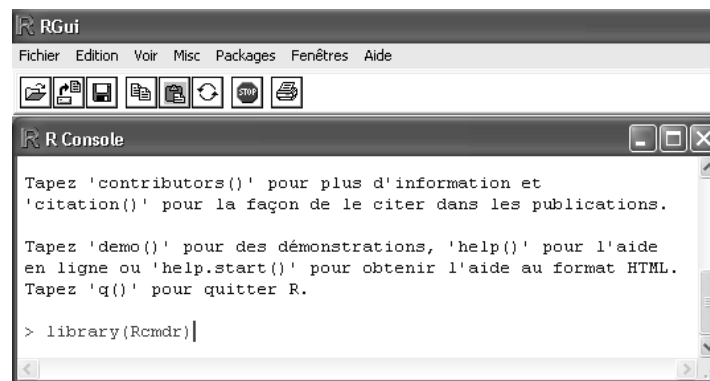 RGui
Fichier Edition Voir Misc Packages Fenêtres Aide
STOP
R Console
Tapez 'contributors()' pour plus d'information et
'citation()' pour la façon de le citer dans les publications.
Tapez 'demo()' pour des démonstrations, 'help()' pour l'aide
en ligne ou 'help.start()' pour obtenir l'aide au format HTML.
Tapez 'q()' pour quitter R.
> library(Rcmdr)